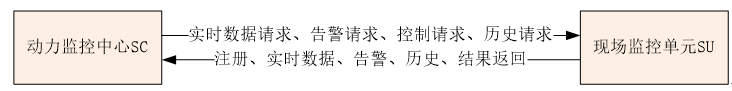 实时数据请求、告警请求、控制请求、历史请求
动力监控中心SC
现场监控单元SU
注册、实时数据、告警、历史、结果返回